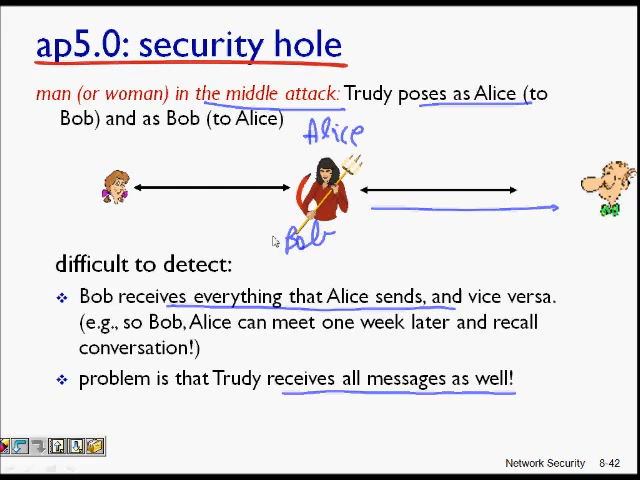 ap5.0: security hole
man (or woman) in the middle attack: Trudy poses as Alice (to
Bob) and as Bob (to Alice)
Alice
Bob
difficult to detect:
❖ Bob receives everything that Alice sends, and vice versa.
(e.g., so Bob, Alice can meet one week later and recall
conversation!)
❖ problem is that Trudy receives all messages as well!
Network Security 8-42